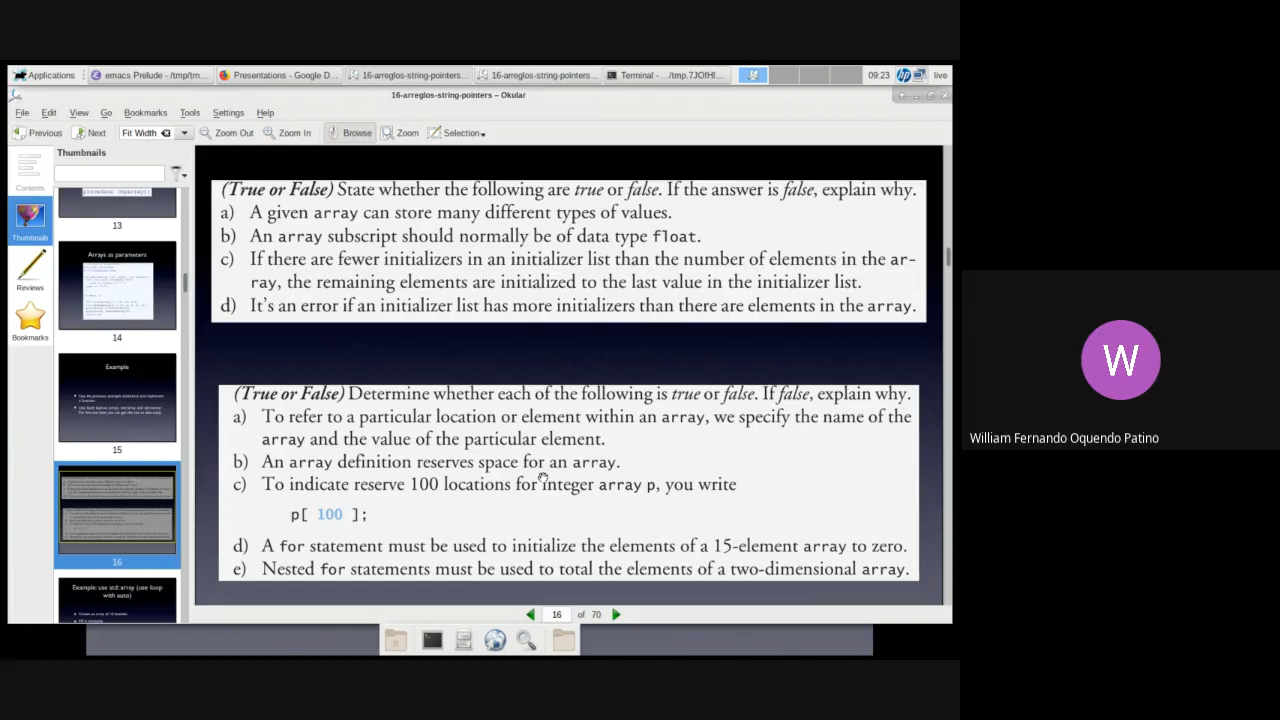 Applications
emacs Prelude - /tmp/tm...
Presentations - Google D...
16-arreglos-string-pointers...
16-arreglos-string-pointers...
Terminal - .../tmp.7JOfHI...
09:23
live
16-arreglos-string-pointers – Okular
File Edit View Go Bookmarks Tools Settings Help
Previous Next Fit Width Zoom Out Zoom In Browse Zoom Selection
Contents
Thumbnails
Reviews
Bookmarks
Thumbnails
13
Arrays as parameters
14
Example
15
16
Example: use std::array (use loop
with auto)
(True or False) State whether the following are true or false. If the answer is false, explain why.
a) A given array can store many different types of values.
b) An array subscript should normally be of data type float.
c) If there are fewer initializers in an initializer list than the number of elements in the ar-
ray, the remaining elements are initialized to the last value in the initializer list.
d) It's an error if an initializer list has more initializers than there are elements in the array.
(True or False) Determine whether each of the following is true or false. If false, explain why.
a) To refer to a particular location or element within an array, we specify the name of the
array and the value of the particular element.
b) An array definition reserves space for an array.
c) To indicate reserve 100 locations for integer array p, you write
p[ 100 ];
d) A for statement must be used to initialize the elements of a 15-element array to zero.
e) Nested for statements must be used to total the elements of a two-dimensional array.
16 of 70
W
William Fernando Oquendo Patino